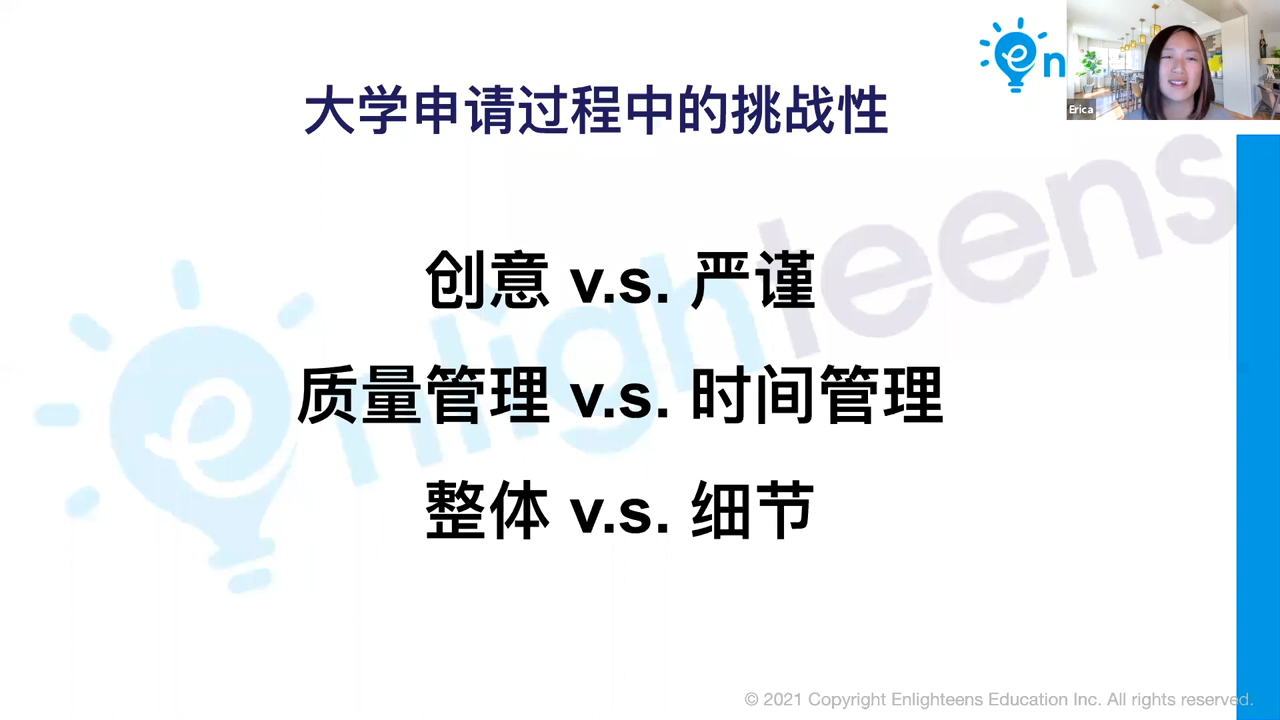 en
Erica
大学申请过程中的挑战性
enlighteens
创意 v.s. 严谨
质量管理 v.s. 时间管理
整体 v.s. 细节
© 2021 Copyright Enlighteens Education Inc. All rights reserved.